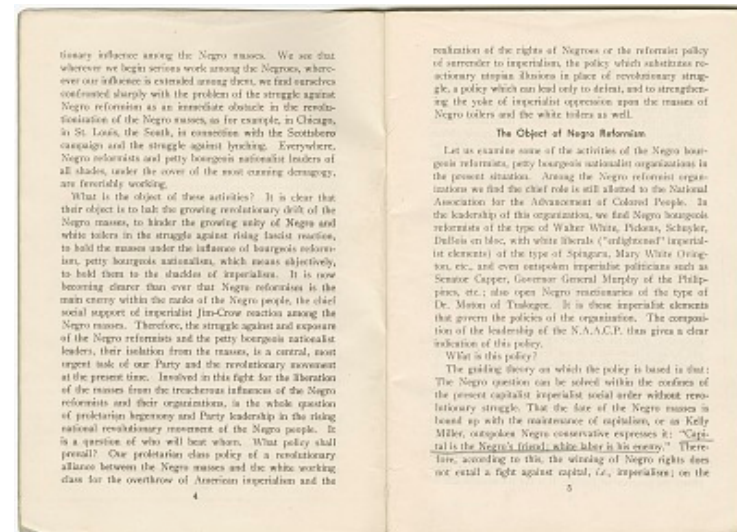 tionary influence among the Negro masses. We see that
wherever we begin serious work among the Negroes, where-
ever our influence is extended among them, we find ourselves
confronted sharply with the problem of the struggle against
Negro reformism as an immediate obstacle in the revolu-
tionization of the Negro masses, as for example, in Chicago,
in St. Louis, the South, in connection with the Scottsboro
campaign and the struggle against lynching. Everywhere,
Negro reformists and petty bourgeois nationalist leaders of
all shades, under the cover of the most cunning demagogy,
are feverishly working.
What is the object of these activities? It is clear that
their object is to halt the growing revolutionary drift of the
Negro masses, to hinder the growing unity of Negro and
white toilers in the struggle against rising fascist reaction,
to hold the masses under the influence of bourgeois reform-
ism, petty bourgeois nationalism, which means objectively,
to hold them to the shackles of imperialism. It is now
becoming clearer than ever that Negro reformism is the
main enemy within the ranks of the Negro people, the chief
social support of imperialist Jim-Crow reaction among the
Negro masses. Therefore, the struggle against and exposure
of the Negro reformists and the petty bourgeois nationalist
leaders, their isolation from the masses, is a central, most
urgent task of our Party and the revolutionary movement
at the present time. Involved in this fight for the liberation
of the masses from the treacherous influences of the Negro
reformists and their organizations, is the whole question
of proletarian hegemony and Party leadership in the rising
national revolutionary movement of the Negro people. It
is a question of who will beat whom. What policy shall
prevail? Our proletarian class policy of a revolutionary
alliance between the Negro masses and the white working
class for the overthrow of American imperialism and the
4
realization of the rights of Negroes or the reformist policy
of surrender to imperialism, the policy which substitutes re-
actionary utopian illusions in place of revolutionary strug-
gle, a policy which can lead only to defeat, and to strengthen-
ing the yoke of imperialist oppression upon the masses of
Negro toilers and the white toilers as well.
The Object of Negro Reformism
Let us examine some of the activities of the Negro bour-
geois reformists, petty bourgeois nationalist organizations in
the present situation. Among the Negro reformist organ-
izations we find the chief role is still allotted to the National
Association for the Advancement of Colored People. In
the leadership of this organization, we find Negro bourgeois
reformists of the type of Walter White, Pickens, Schuyler,
DuBois en bloc, with white liberals ("enlightened" imperial-
ist elements) of the type of Spingarn, Mary White Oving-
ton, etc., and even outspoken imperialist politicians such as
Senator Capper, Governor General Murphy of the Philip-
pines, etc.; also open Negro reactionaries of the type of
Dr. Moton of Tuskegee. It is these imperialist elements
that govern the policies of the organization. The composi-
tion of the leadership of the N.A.A.C.P. thus gives a clear
indication of this policy.
What is this policy?
The guiding theory on which the policy is based is that:
The Negro question can be solved within the confines of
the present capitalist imperialist social order without revo-
lutionary struggle. That the fate of the Negro masses is
bound up with the maintenance of capitalism, or as Kelly
Miller, outspoken Negro conservative expresses it: "Capi-
tal is the Negro's friend; white labor is his enemy." There-
fore, according to this, the winning of Negro rights does
not entail a fight against capital, i.e., imperialism; on the
5